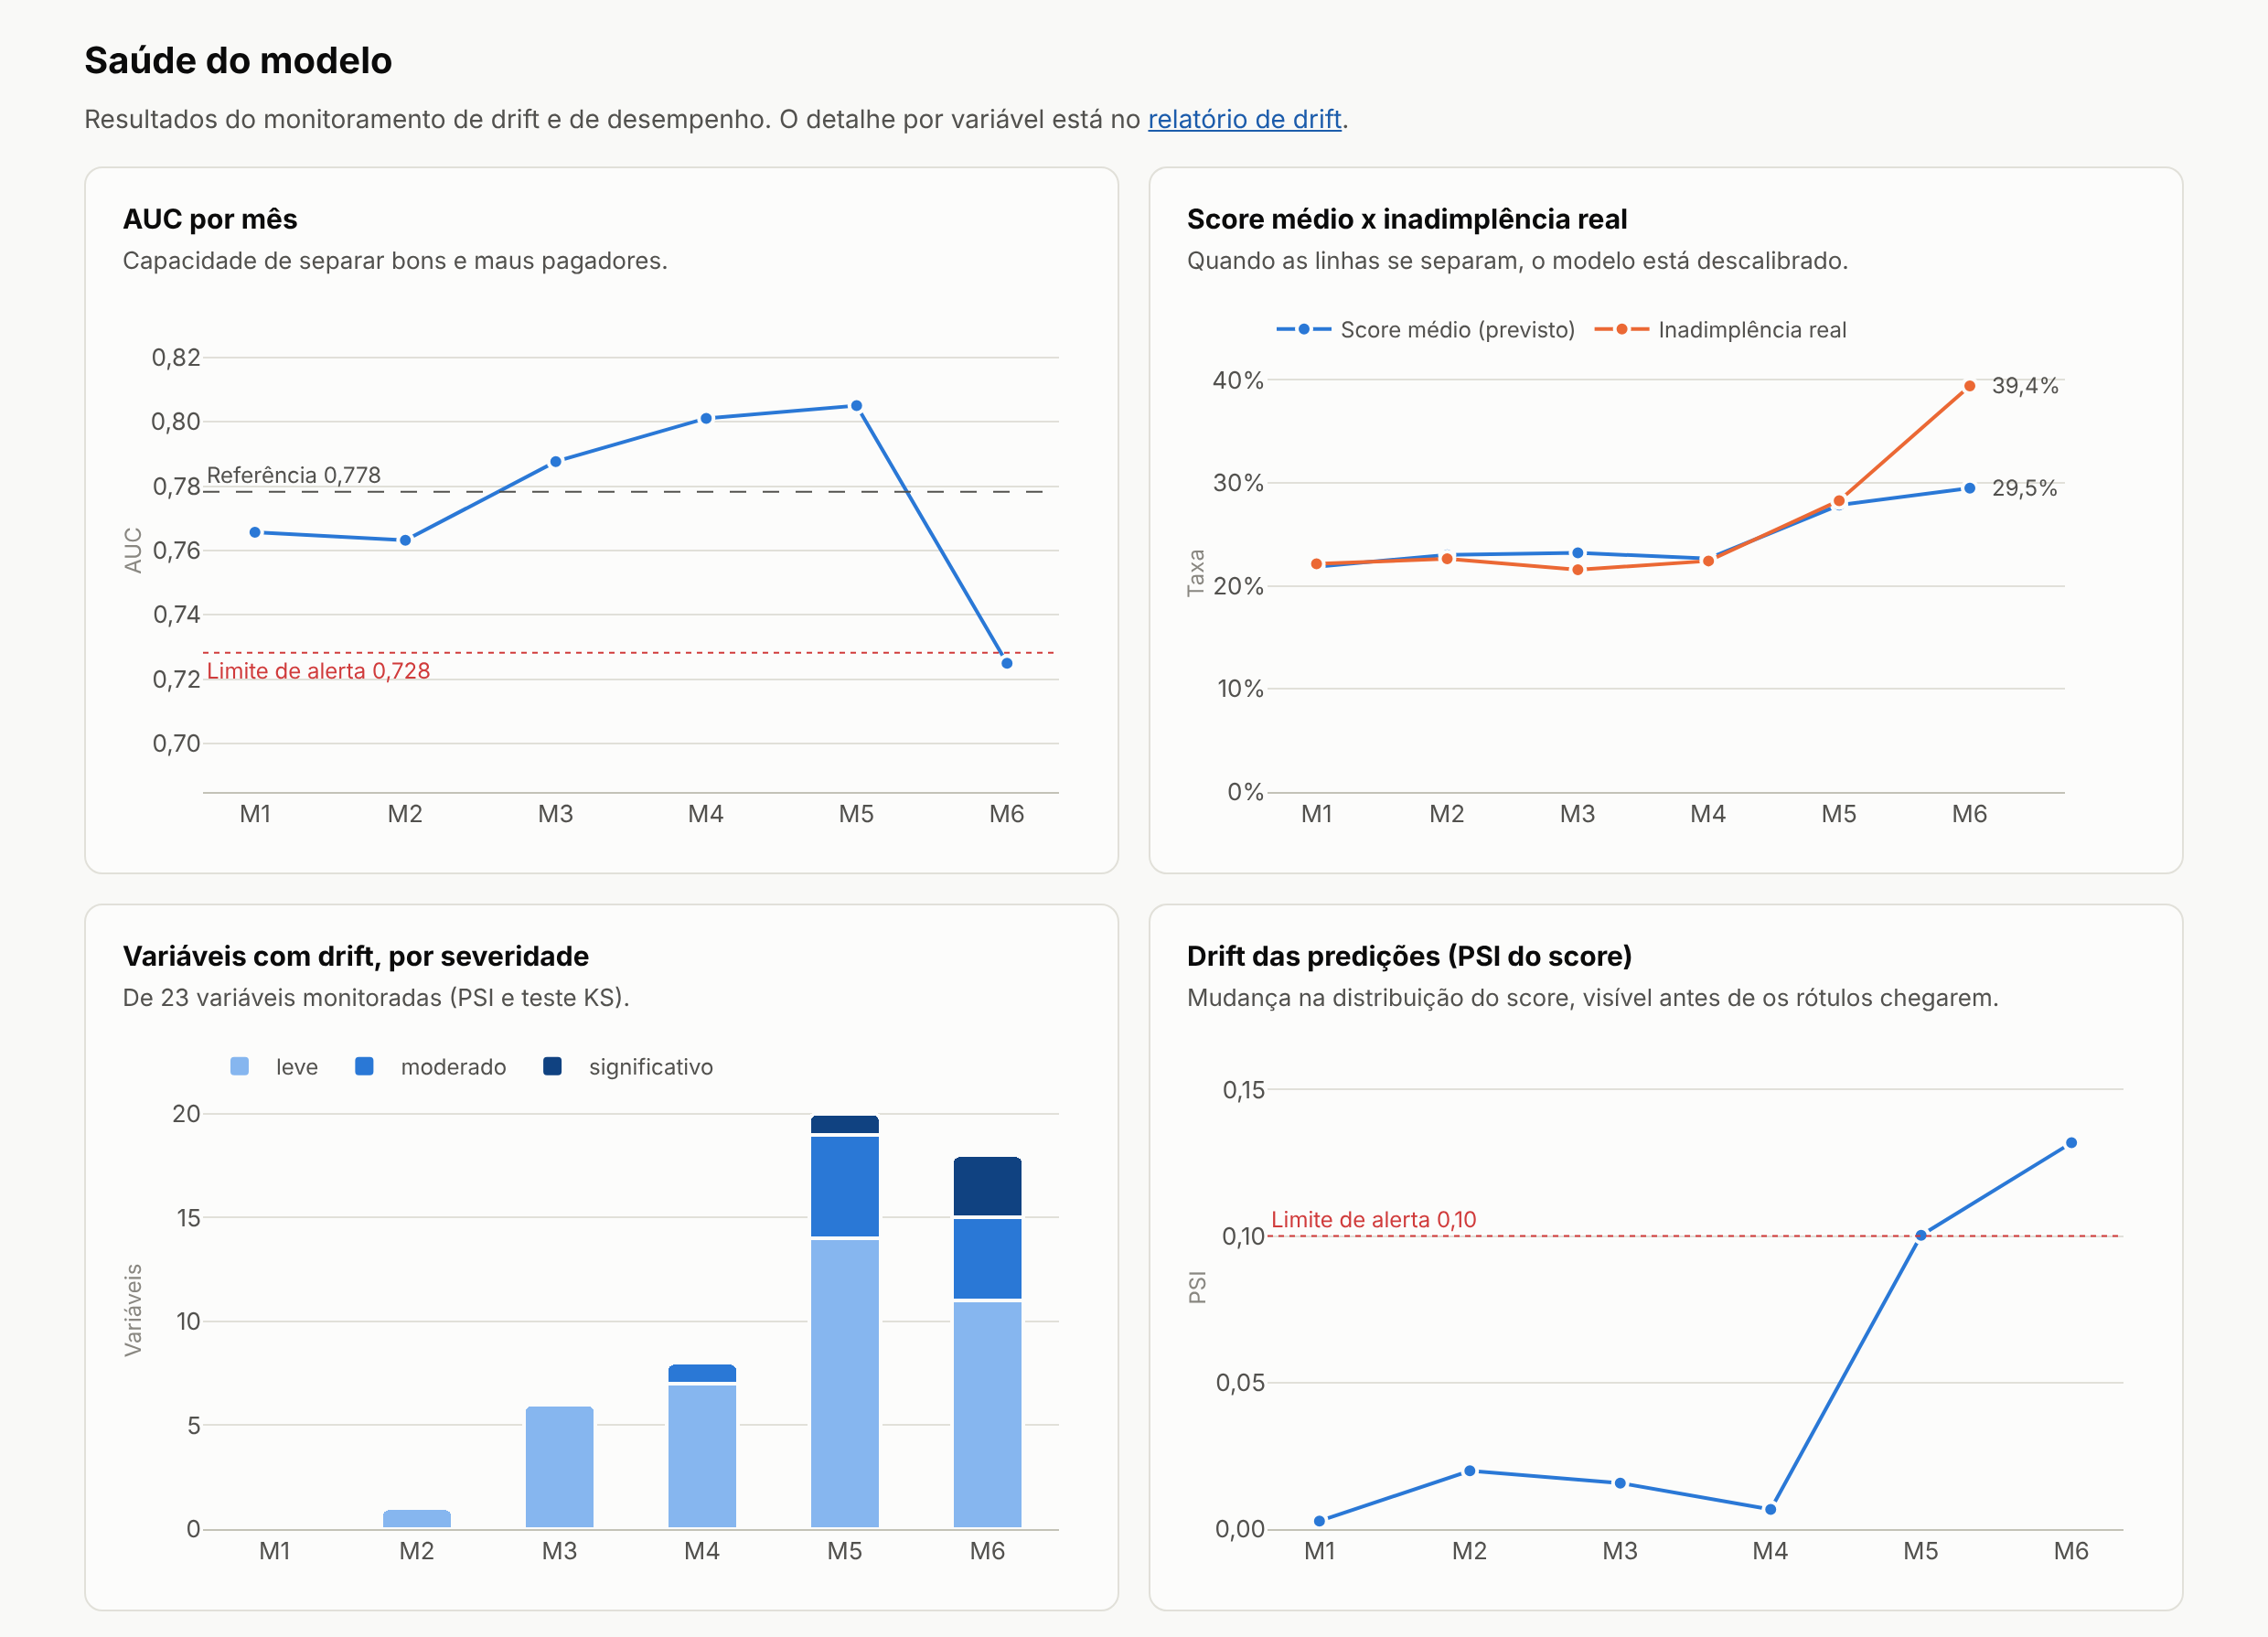 Saúde do modelo
Resultados do monitoramento de drift e de desempenho. O detalhe por variável está no relatório de drift.
AUC por mês
Capacidade de separar bons e maus pagadores.
0,82
0,80
Referência 0,778
0,78
AUC
0,76
0,74
Limite de alerta 0,728
0,72
0,70
M1 M2 M3 M4 M5 M6
Score médio x inadimplência real
Quando as linhas se separam, o modelo está descalibrado.
Score médio (previsto) Inadimplência real
40%
39,4%
30%
29,5%
Taxa
20%
10%
0%
M1 M2 M3 M4 M5 M6
Variáveis com drift, por severidade
De 23 variáveis monitoradas (PSI e teste KS).
leve moderado significativo
20
15
Variáveis
10
5
0
M1 M2 M3 M4 M5 M6
Drift das predições (PSI do score)
Mudança na distribuição do score, visível antes de os rótulos chegarem.
0,15
Limite de alerta 0,10
0,10
PSI
0,05
0,00
M1 M2 M3 M4 M5 M6